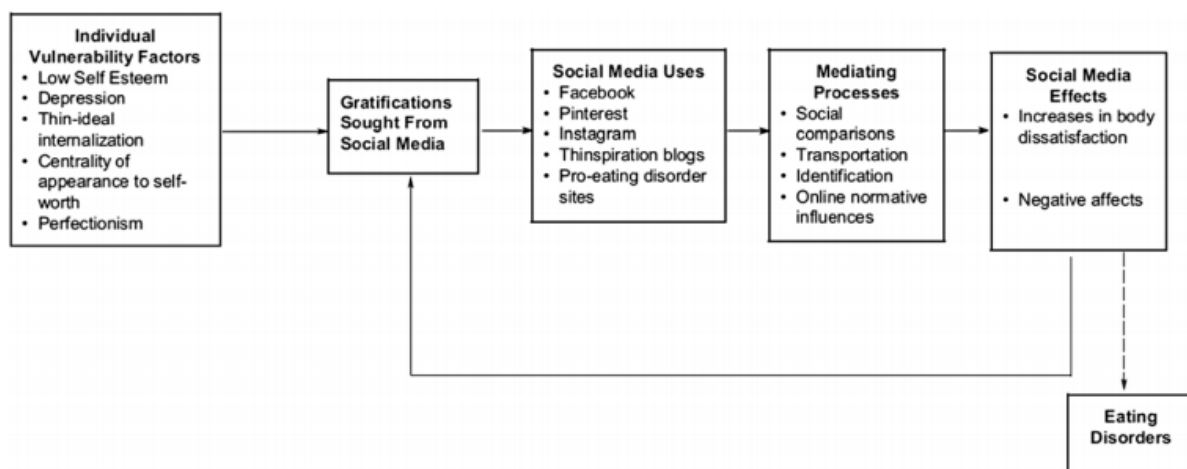 Individual
Vulnerability Factors
• Low Self Esteem
• Depression
• Thin-ideal
internalization
• Centrality of
appearance to self-
worth
• Perfectionism
Gratifications
Sought From
Social Media
Social Media Uses
• Facebook
• Pinterest
• Instagram
• Thinspiration blogs
• Pro-eating disorder
sites
Mediating
Processes
• Social
comparisons
• Transportation
• Identification
• Online normative
influences
Social Media
Effects
• Increases in body
dissatisfaction
• Negative affects
Eating
Disorders